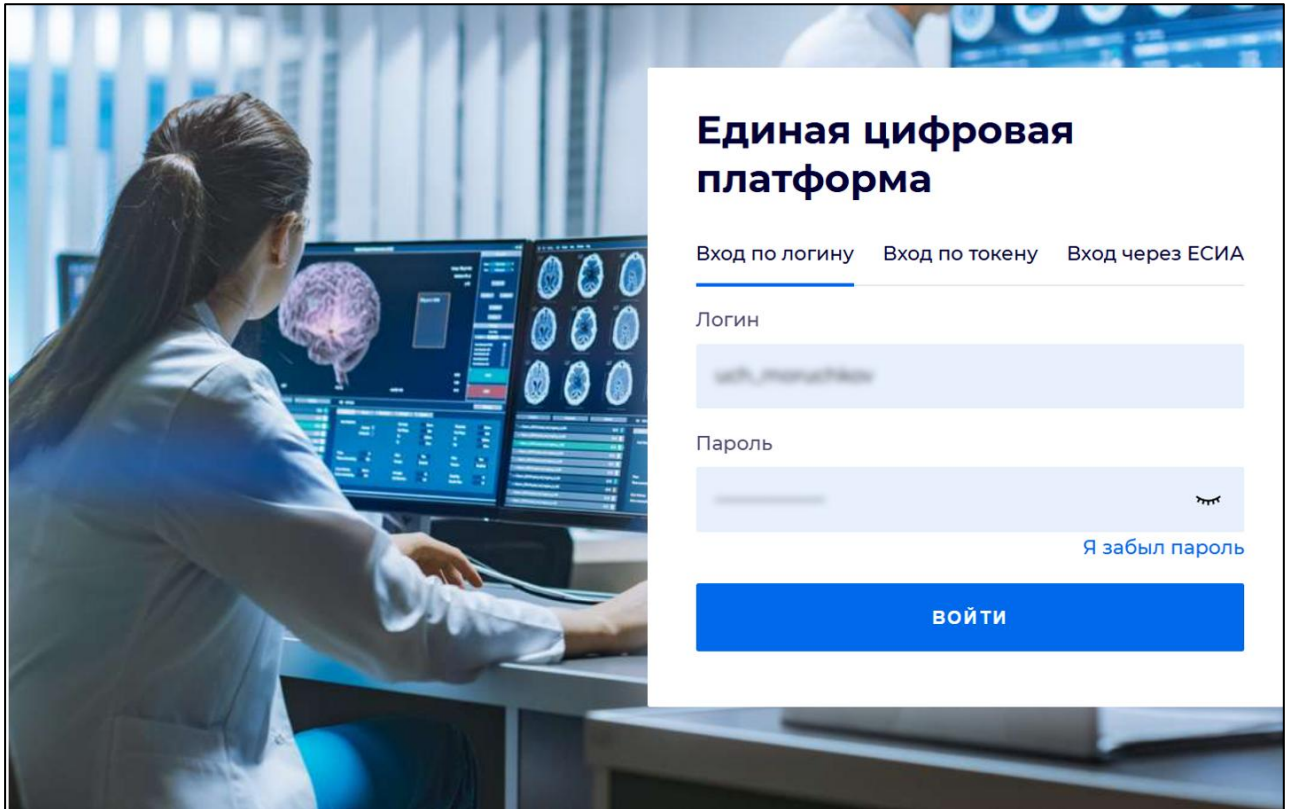 Единая цифровая
платформа
Вход по логину Вход по токену Вход через ЕСИА
Логин
Пароль
Я забыл пароль
ВОЙТИ